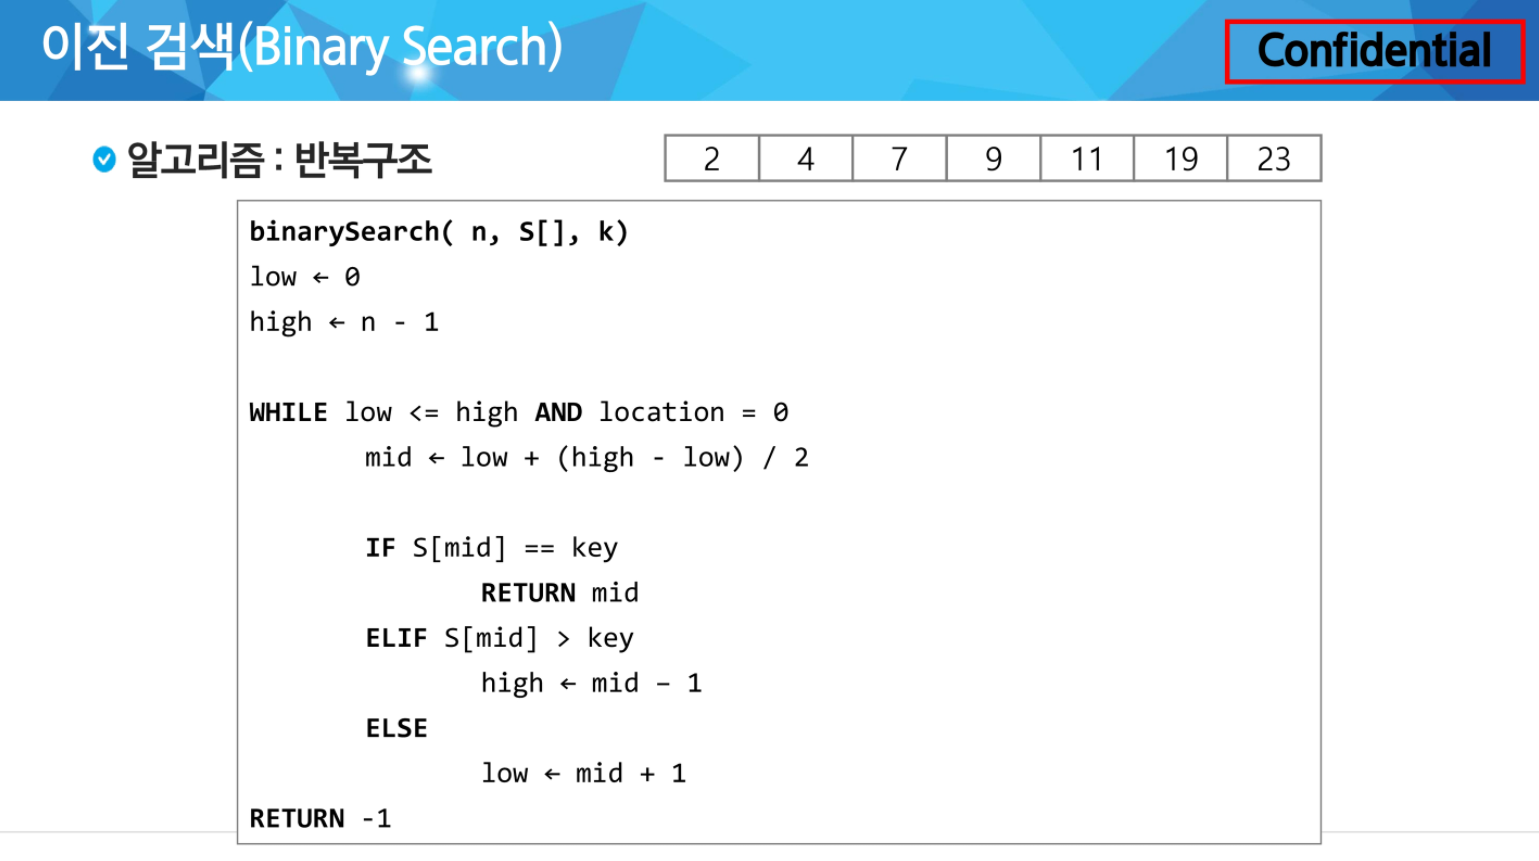 이진 검색(Binary Search)
Confidential
알고리즘 : 반복구조
2 4 7 9 11 19 23
binarySearch( n, S[], k)
low ← 0
high ← n - 1
WHILE low <= high AND location = 0
mid ← low + (high - low) / 2
IF S[mid] == key
RETURN mid
ELIF S[mid] > key
high ← mid – 1
ELSE
low ← mid + 1
RETURN -1